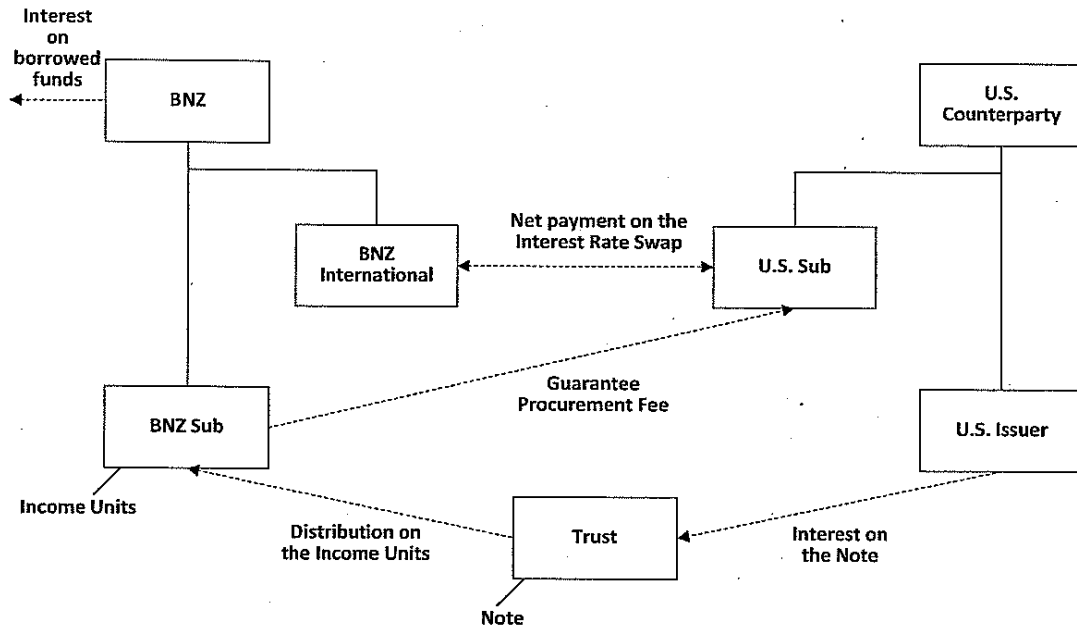 Interest
on
borrowed
funds
BNZ
U.S.
Counterparty
BNZ
International
Net payment on the
Interest Rate Swap
U.S. Sub
Guarantee
Procurement Fee
BNZ Sub
U.S. Issuer
Income Units
Distribution on
the Income Units
Trust
Interest on
the Note
Note